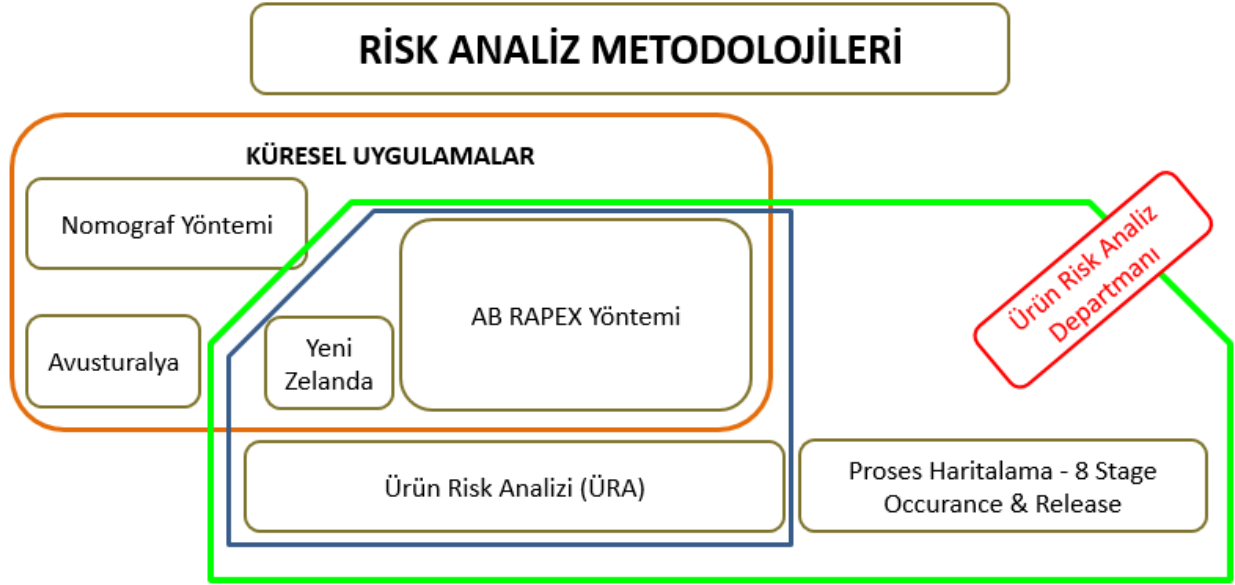 RİSK ANALİZ METODOLOJİLERİ
KÜRESEL UYGULAMALAR
Nomograf Yöntemi
Avusturalya
Yeni
Zelanda
AB RAPEX Yöntemi
Ürün Risk Analiz
Departmanı
Ürün Risk Analizi (ÜRA)
Proses Haritalama - 8 Stage
Occurance & Release